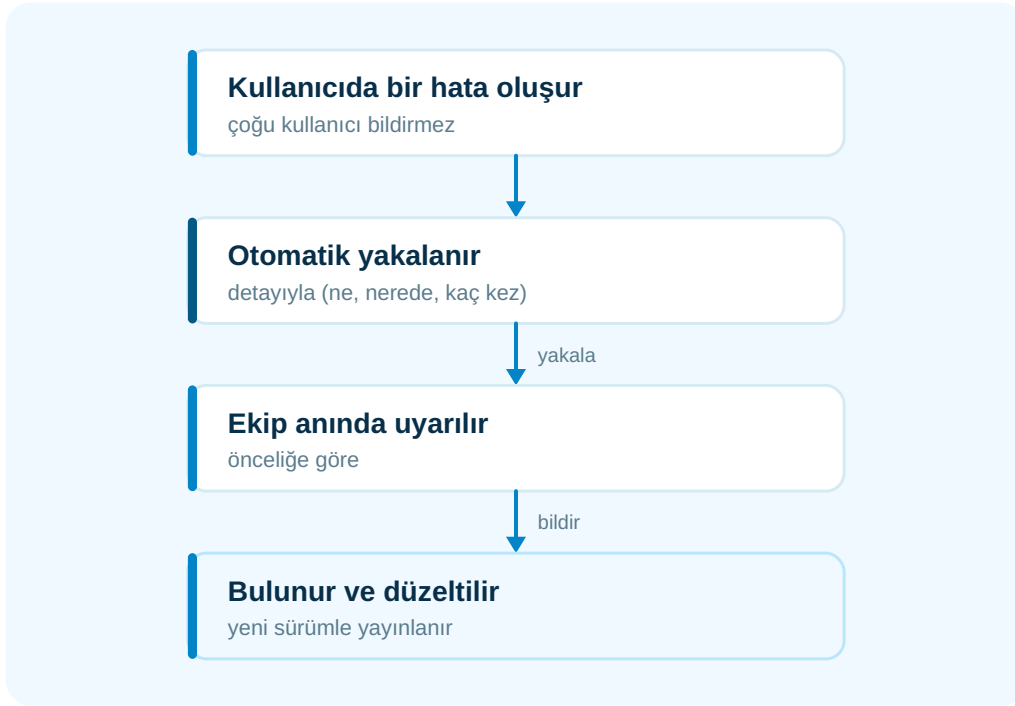 Kullanıcıda bir hata oluşur
çoğu kullanıcı bildirmez
Otomatik yakalanır
detayıyla (ne, nerede, kaç kez)
yakala
Ekip anında uyarılır
önceliğe göre
bildir
Bulunur ve düzeltilir
yeni sürümle yayınlanır